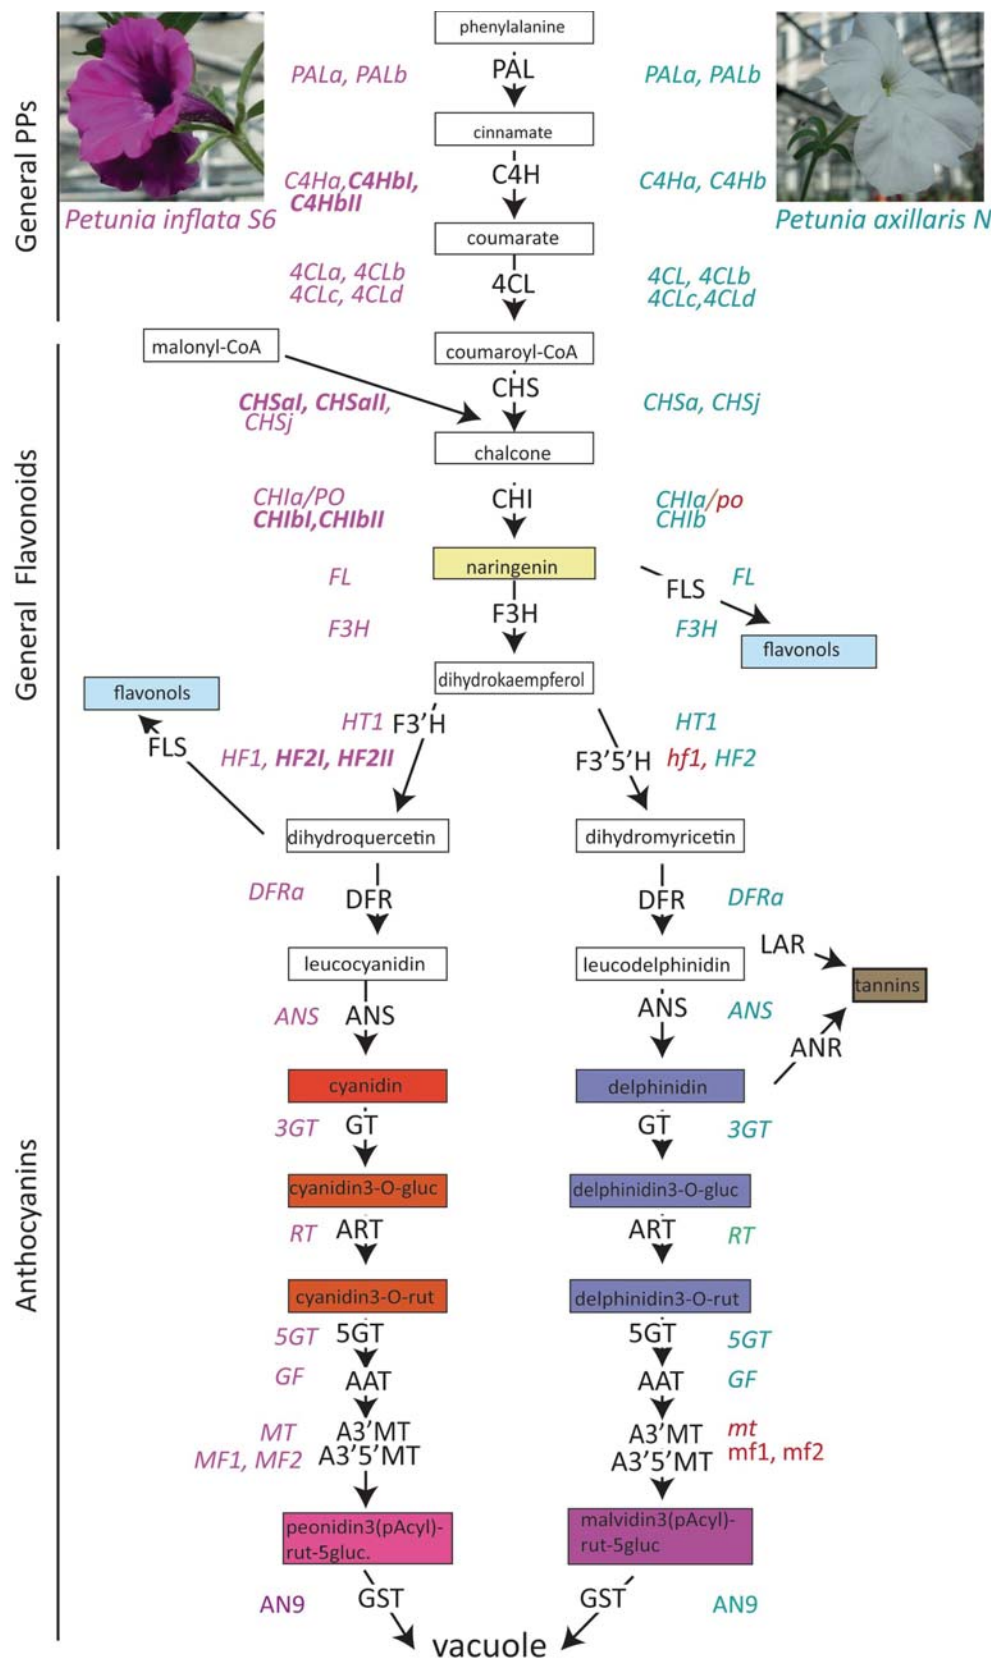 General PPs
General Flavonoids
Anthocyanins
Petunia inflata S6
Petunia axillaris N
phenylalanine
PALa, PALb
PAL
PALa, PALb
cinnamate
C4Ha,C4HbI,
C4HbII
C4H
C4Ha, C4Hb
coumarate
4CLa, 4CLb
4CLc, 4CLd
4CL
4CL, 4CLb
4CLc,4CLd
malonyl-CoA
coumaroyl-CoA
CHSaI, CHSaII,
CHSj
CHS
CHSa, CHSj
chalcone
CHIa/PO
CHIbI,CHIbII
CHI
CHIa/po
CHIb
naringenin
FL
FLS
FL
F3H
F3H
F3H
flavonols
dihydrokaempferol
flavonols
FLS
HT1
F3’H
HT1
HF1, HF2I, HF2II
F3’5’H
hf1, HF2
dihydroquercetin
dihydromyricetin
DFRa
DFR
DFR
DFRa
leucocyanidin
leucodelphinidin
LAR
tannins
ANS
ANS
ANS
ANS
ANR
cyanidin
delphinidin
3GT
GT
GT
3GT
cyanidin3-O-gluc
delphinidin3-O-gluc
RT
ART
ART
RT
cyanidin3-O-rut
delphinidin3-O-rut
5GT
5GT
5GT
5GT
GF
AAT
AAT
GF
MT
MF1, MF2
A3’MT
A3’5’MT
A3’MT
A3’5’MT
mt
mf1, mf2
peonidin3(pAcyl)-
rut-5gluc.
malvidin3(pAcyl)-
rut-5gluc
AN9
GST
GST
AN9
vacuole